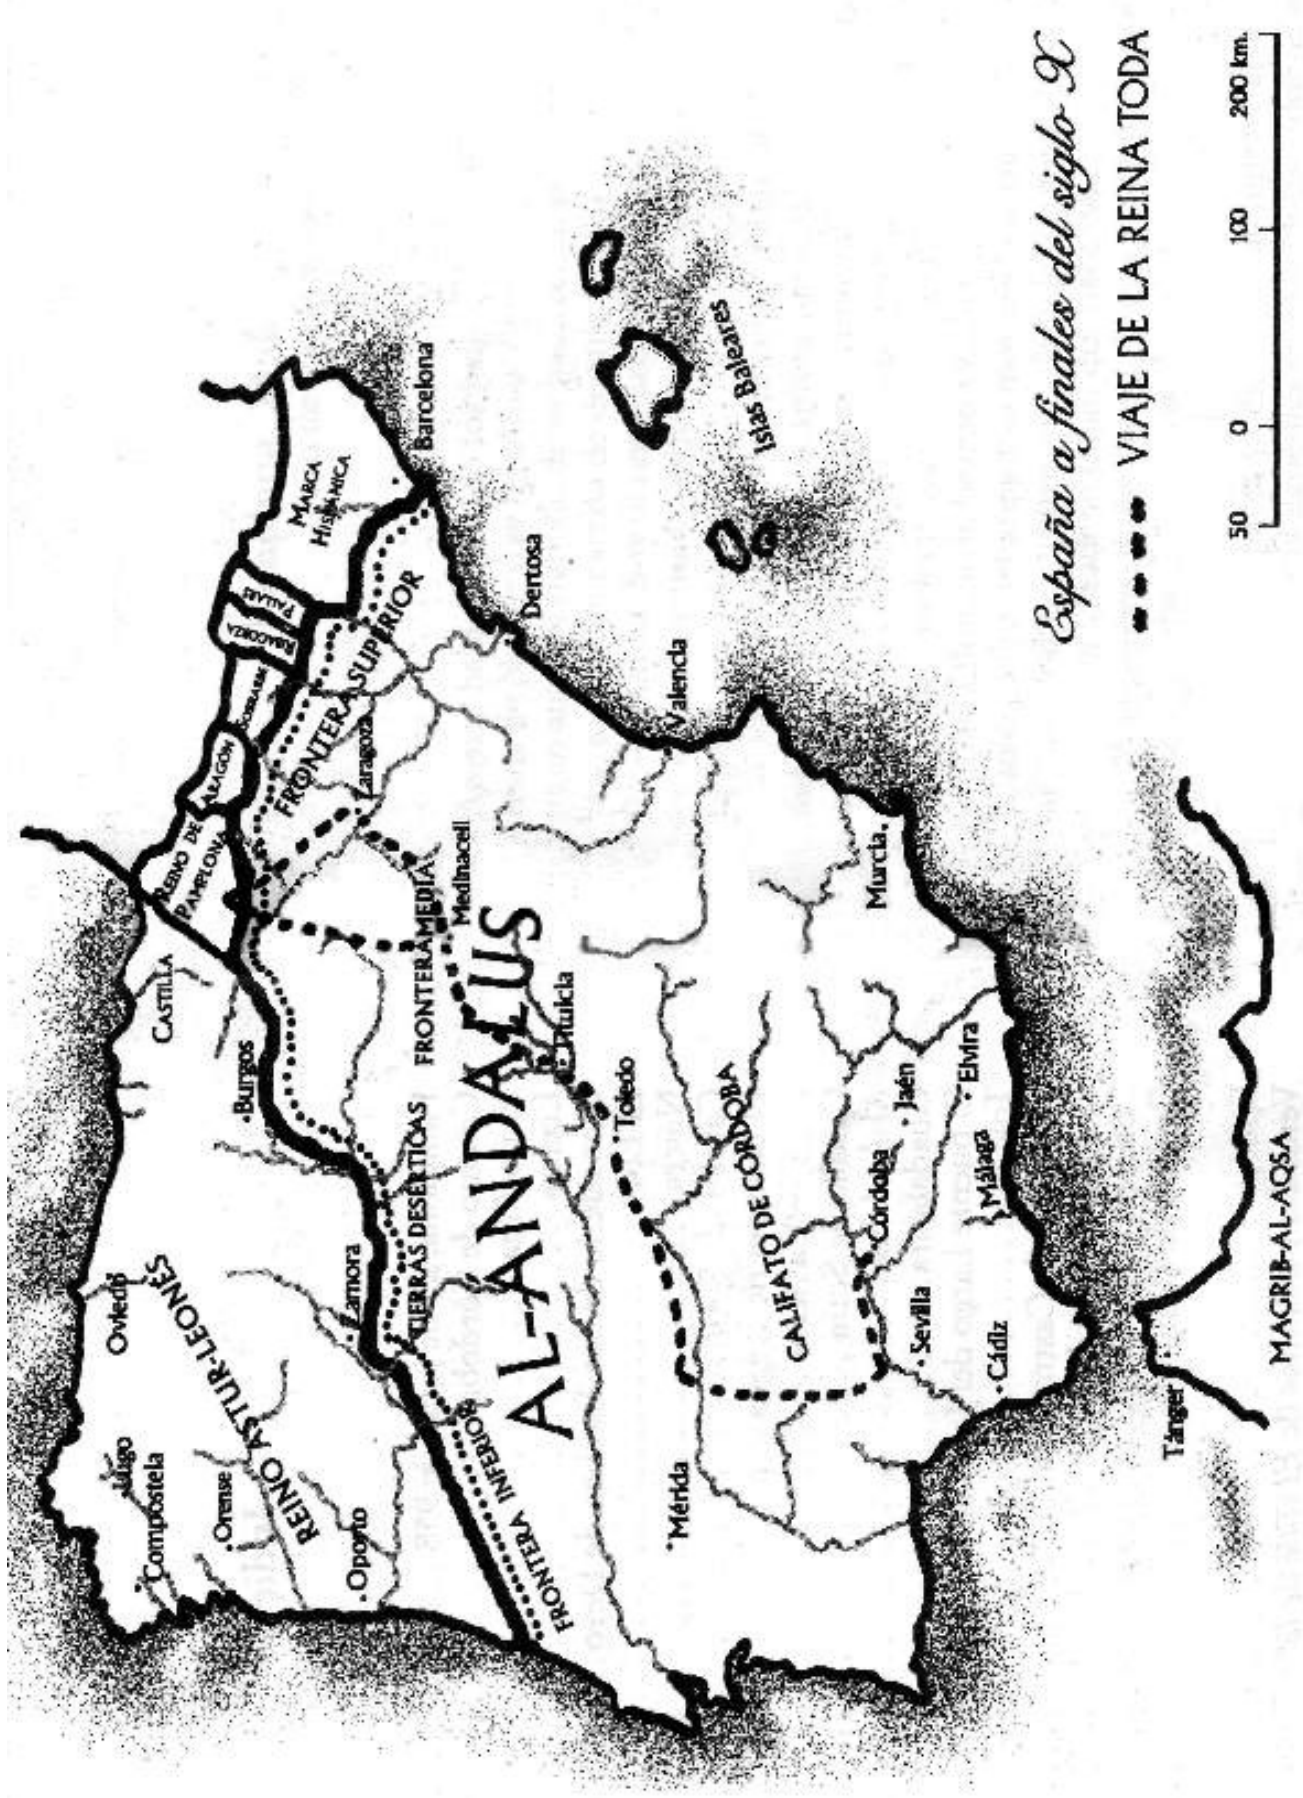 España a finales del siglo X
VIAJE DE LA REINA TODA
50
0
100
200 km.
Oviedo
Lugo
Compostela
Orense
REINO ASTUR-LEONÉS
Oporto
Zamora
CASTILLA
Burgos
REINO DE
PAMPLONA
ARAGÓN
SOBRARBE
RIBAGORZA
PALLARS
MARCA
HISPÁNICA
Barcelona
FRONTERA SUPERIOR
Zaragoza
Dertosa
FRONTERA MEDIA
Medinaceli
TIERRAS DESÉRTICAS
FRONTERA INFERIOR
AL-ANDALUS
Titulcia
Toledo
Valencia
Islas Baleares
Mérida
CALIFATO DE CÓRDOBA
Córdoba
Jaén
Murcia
Sevilla
Elvira
Málaga
Cádiz
Tánger
MAGRIB-AL-AQSA